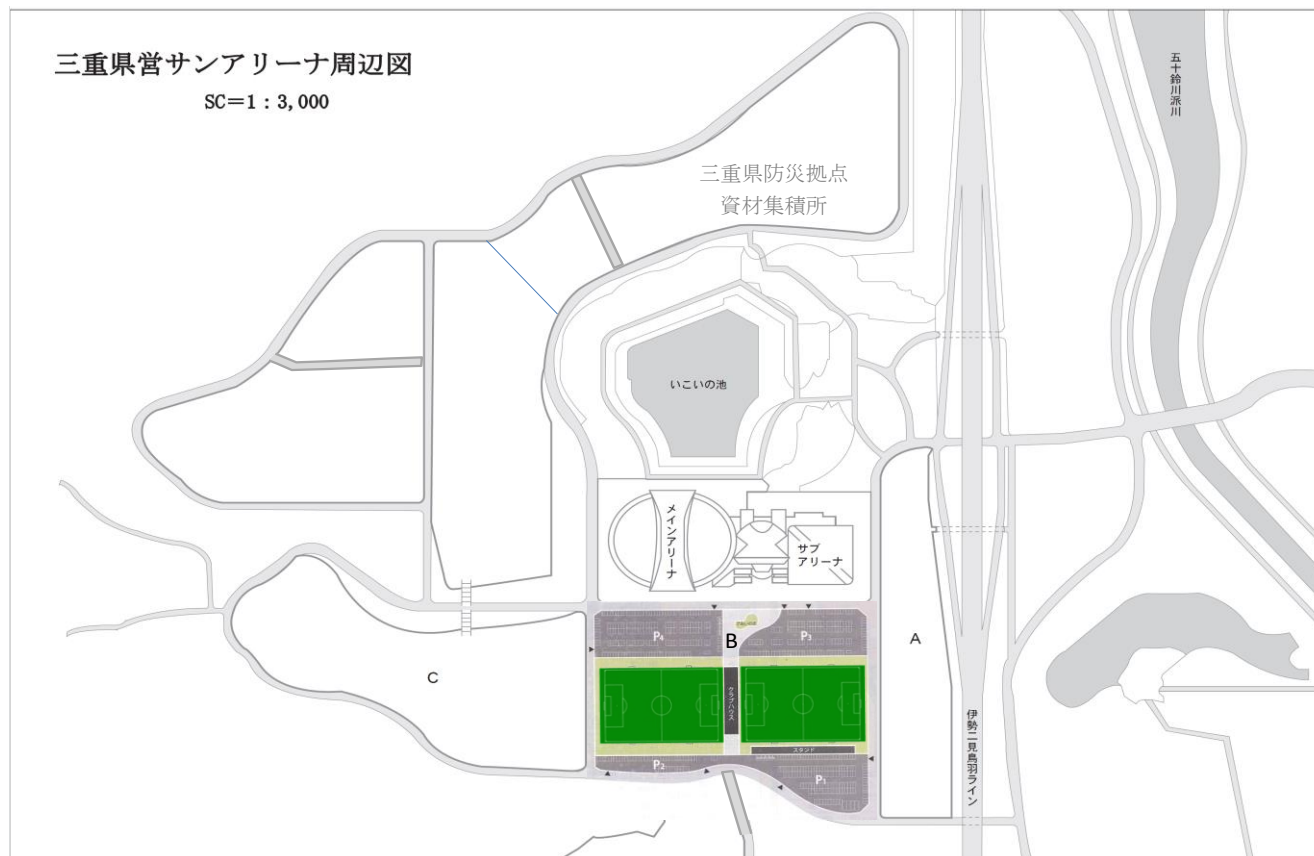 三重県営サンアリーナ周辺図
SC＝1：3,000
五十鈴川派川
三重県防災拠点
資材集積所
いこいの池
メインアリーナ
サブ
アリーナ
P4
B
P3
A
C
クラブハウス
伊勢二見鳥羽ライン
スタンド
P2
P1